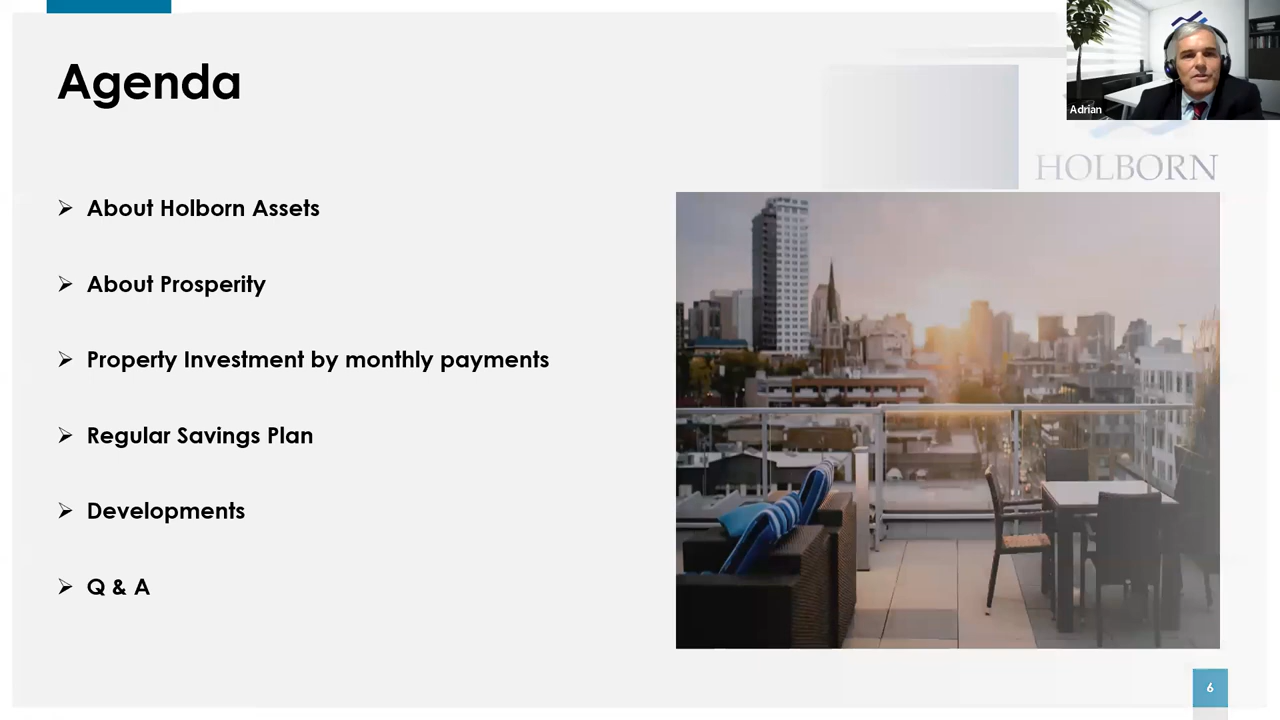 Agenda
Adrian
HOLBORN
About Holborn Assets
About Prosperity
Property Investment by monthly payments
Regular Savings Plan
Developments
Q & A
6